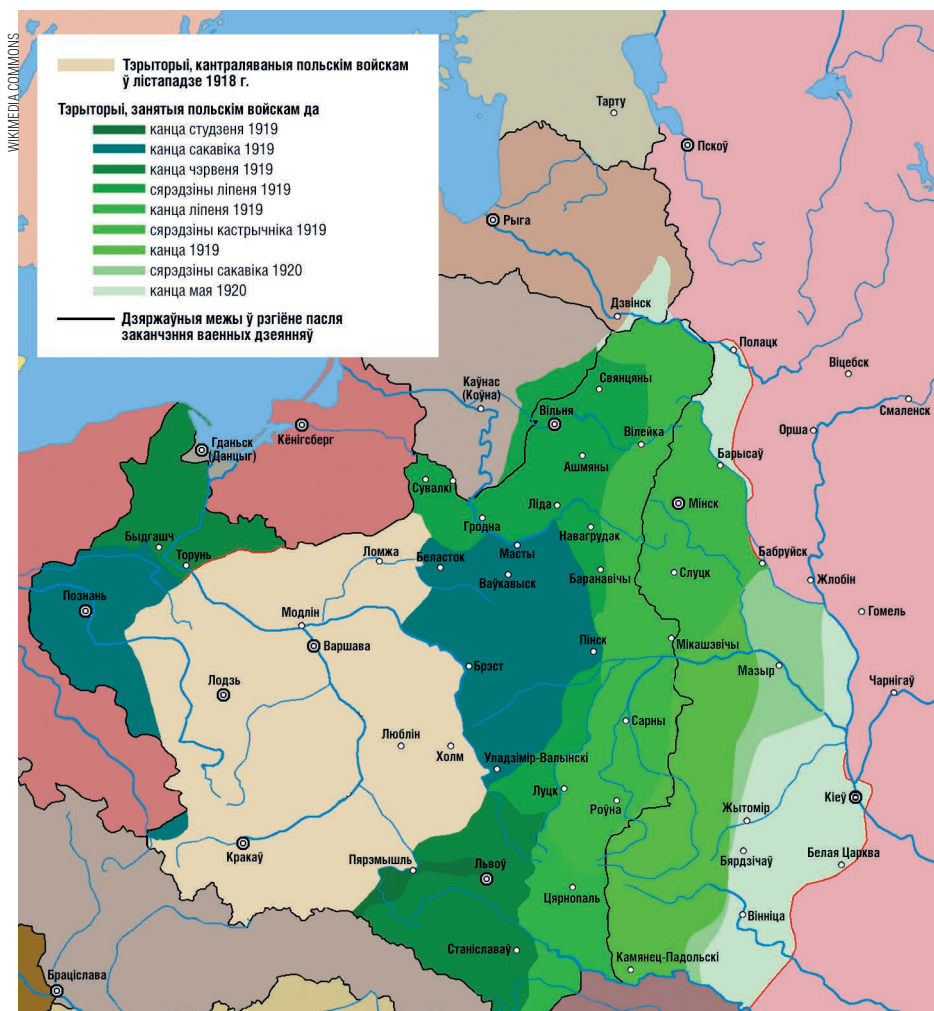 WIKIMEDIA COMMONS
Тэрыторыі, кантраляваныя польскім войскам
ў лістападзе 1918 г.
Тэрыторыі, занятыя польскім войскам да
канца студзеня 1919
канца сакавіка 1919
канца чэрвеня 1919
сярэдзіны ліпеня 1919
канца ліпеня 1919
сярэдзіны кастрычніка 1919
канца 1919
сярэдзіны сакавіка 1920
канца мая 1920
Дзяржаўныя межы ў рэгіёне пасля
заканчэння ваенных дзеянняў
Тарту
Пскоў
Рыга
Дзвінск
Полацк
Віцебск
Смаленск
Орша
Каўнас
(Коўна)
Свянцяны
Вільня
Вілейка
Ашмяны
Барысаў
Кёнігсберг
Гданьск
(Данцыг)
Сувалкі
Мінск
Ліда
Гродна
Навагрудак
Быдгашч
Торунь
Ломжа
Беласток
Масты
Ваўкавыск
Баранавічы
Слуцк
Бабруйск
Жлобін
Гомель
Познань
Модлін
Варшава
Брэст
Пінск
Мікашэвічы
Мазыр
Чарнігаў
Лодзь
Люблін
Холм
Сарны
Уладзімір-Валынскі
Луцк
Роўна
Жытомір
Кіеў
Кракаў
Пярэмышль
Львоў
Бярдзічаў
Белая Царква
Цярнопаль
Вінніца
Станіславаў
Камянец-Падольскі
Браціслава